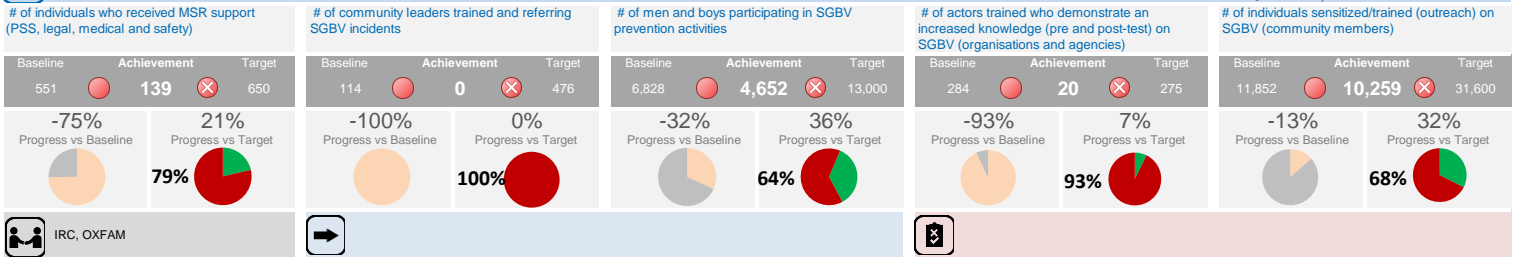 # of individuals who received MSR support
(PSS, legal, medical and safety)
Baseline Achievement Target
551 139 650
-75% 21%
Progress vs Baseline Progress vs Target
79%
# of community leaders trained and referring
SGBV incidents
Baseline Achievement Target
114 0 476
-100% 0%
Progress vs Baseline Progress vs Target
100%
# of men and boys participating in SGBV
prevention activities
Baseline Achievement Target
6,828 4,652 13,000
-32% 36%
Progress vs Baseline Progress vs Target
64%
# of actors trained who demonstrate an
increased knowledge (pre and post-test) on
SGBV (organisations and agencies)
Baseline Achievement Target
284 20 275
-93% 7%
Progress vs Baseline Progress vs Target
93%
# of individuals sensitized/trained (outreach) on
SGBV (community members)
Baseline Achievement Target
11,852 10,259 31,600
-13% 32%
Progress vs Baseline Progress vs Target
68%
IRC, OXFAM